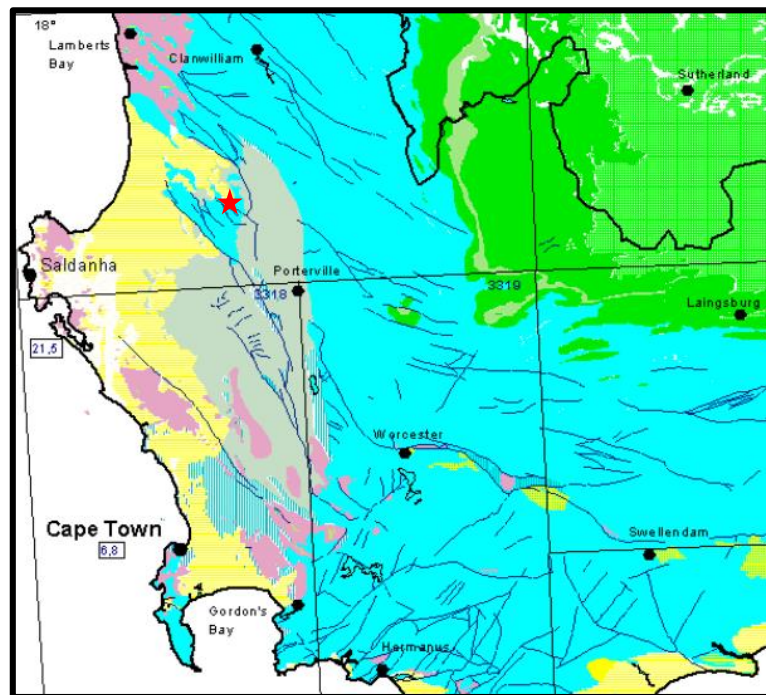 18°
Lamberts
Bay
Clanwilliam
Sutherland
Saldanha
Porterville
3318
3319
Laingsburg
21,5
Worcester
Cape Town
6,8
Swellendam
Gordon's
Bay
Hermanus